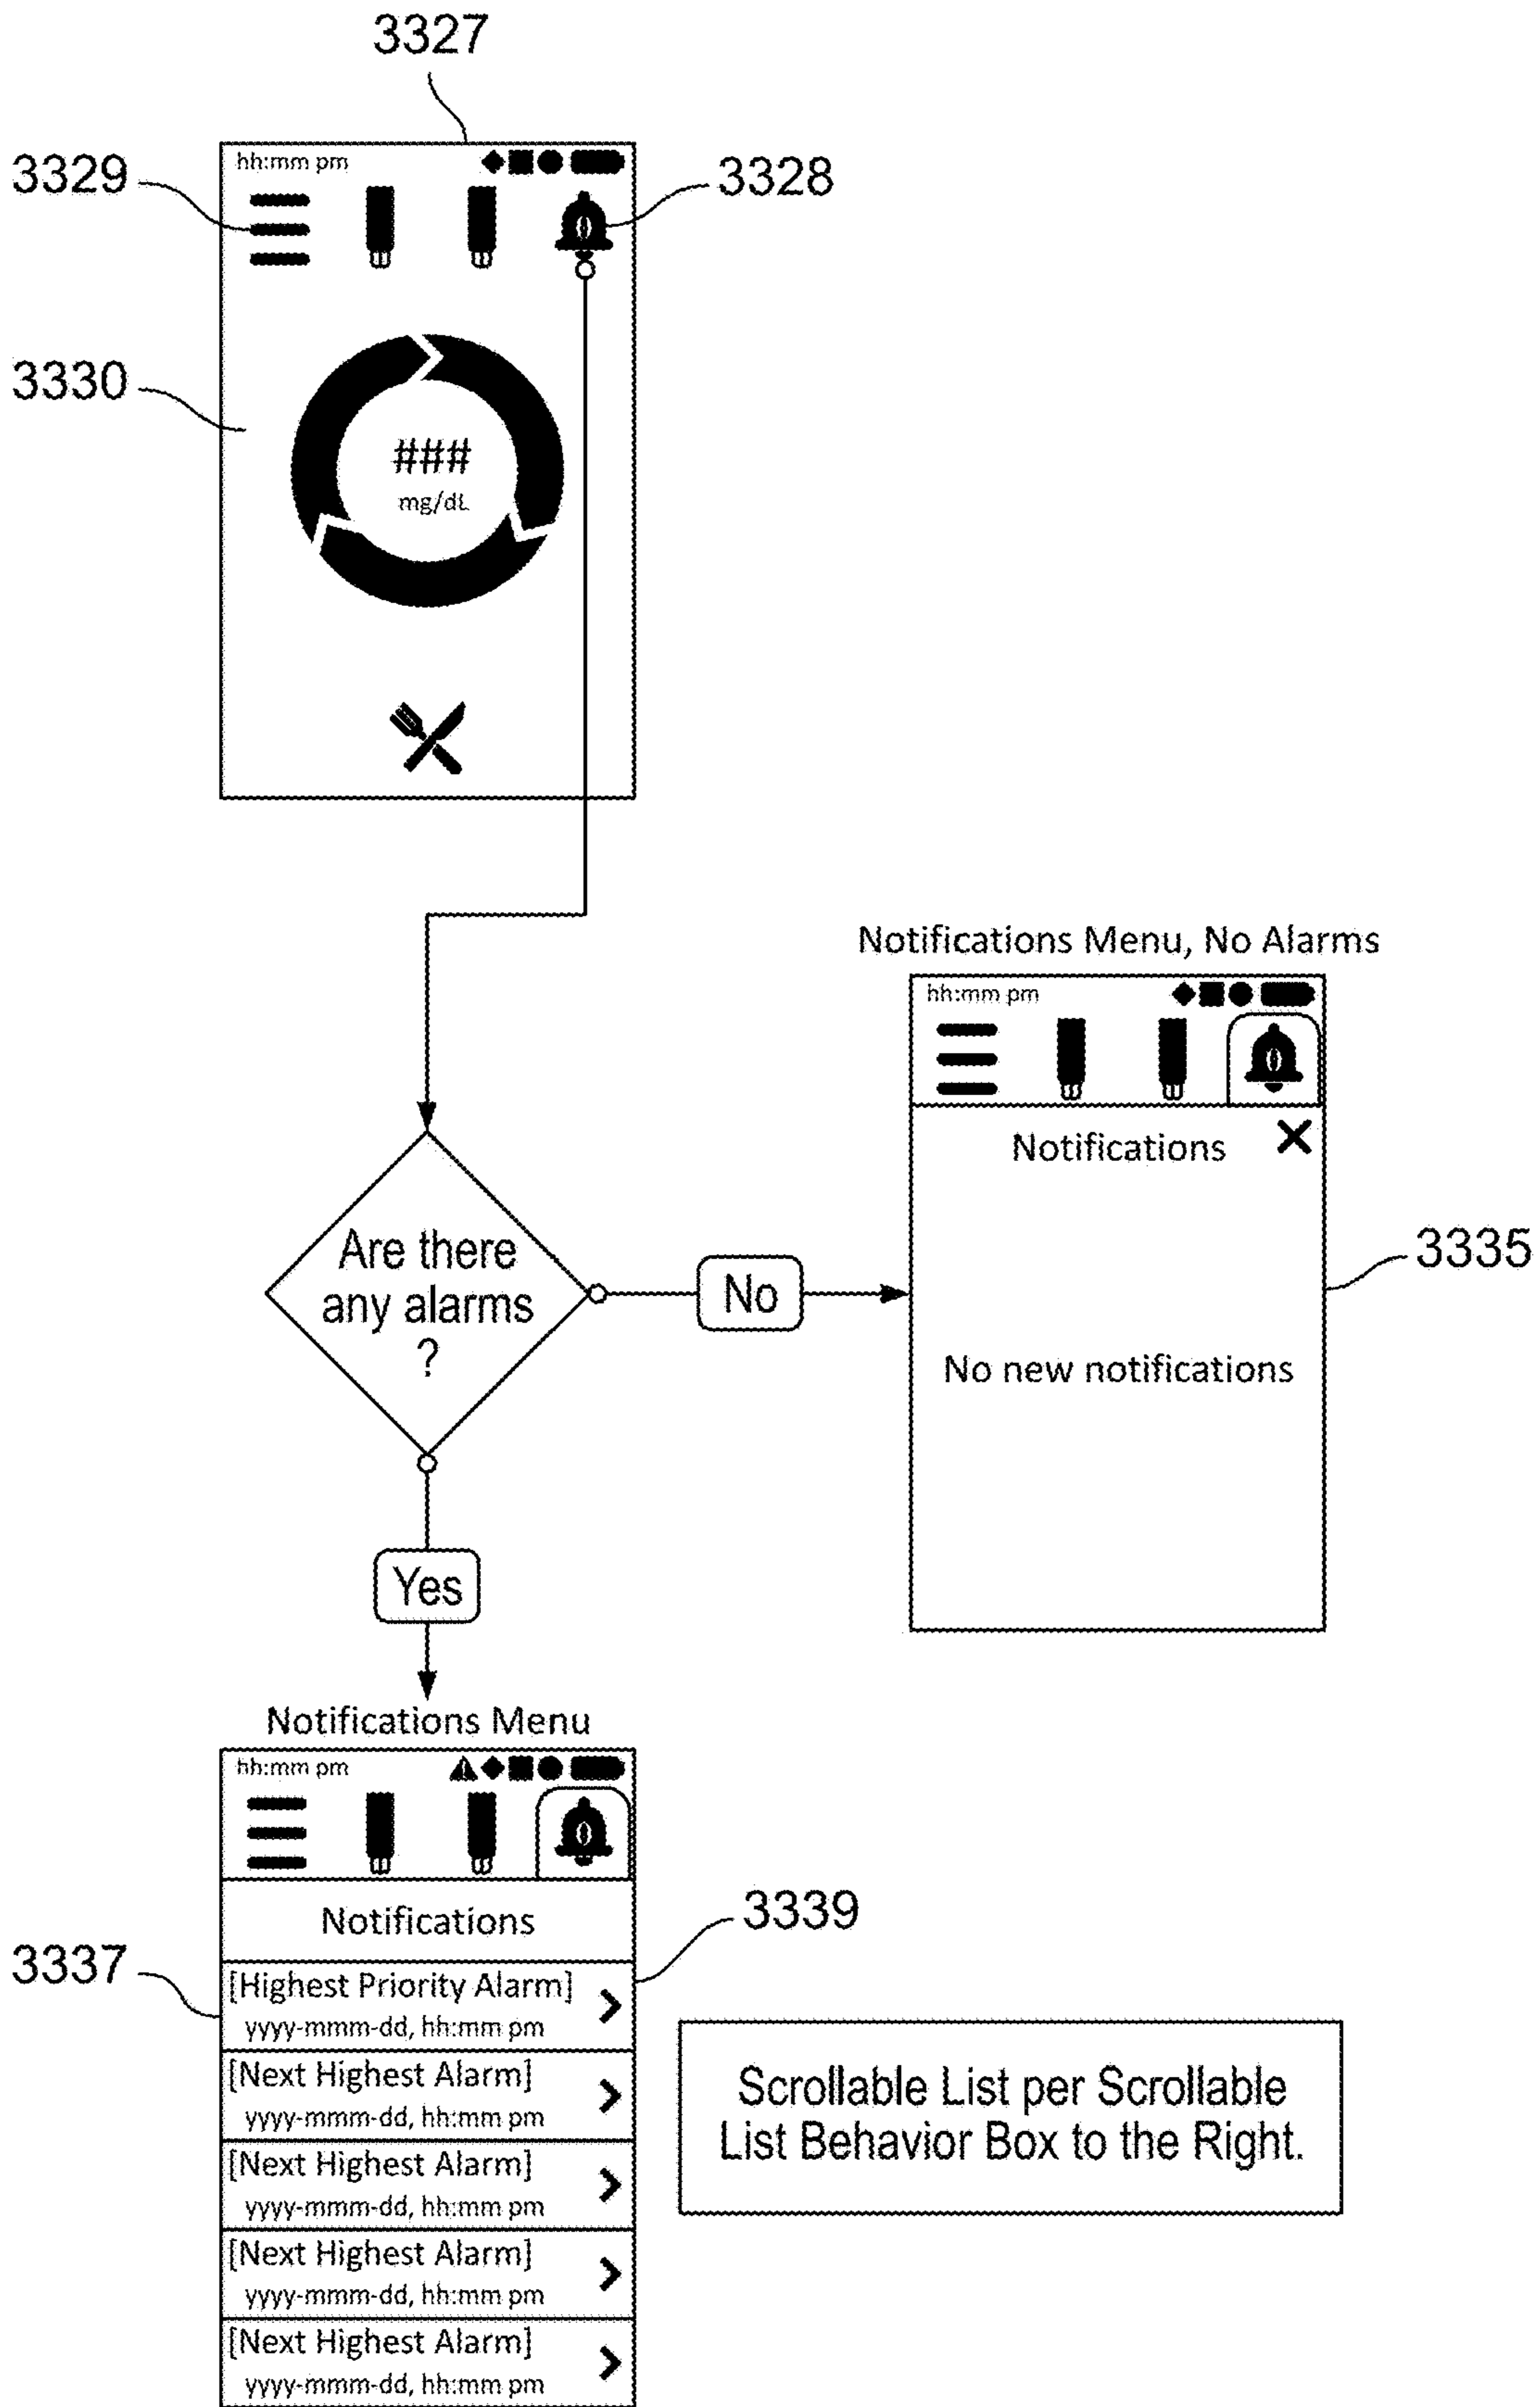 3327
hh:mm pm
3329
3328
0
3330
###
mg/dL
Notifications Menu, No Alarms
hh:mm pm
0
Notifications
Are there
any alarms
?
No
3335
No new notifications
Yes
Notifications Menu
hh:mm pm
0
Notifications
3339
3337
[Highest Priority Alarm]
yyyy-mmm-dd, hh:mm pm
[Next Highest Alarm]
yyyy-mmm-dd, hh:mm pm
[Next Highest Alarm]
yyyy-mmm-dd, hh:mm pm
[Next Highest Alarm]
yyyy-mmm-dd, hh:mm pm
[Next Highest Alarm]
yyyy-mmm-dd, hh:mm pm
Scrollable List per Scrollable
List Behavior Box to the Right.